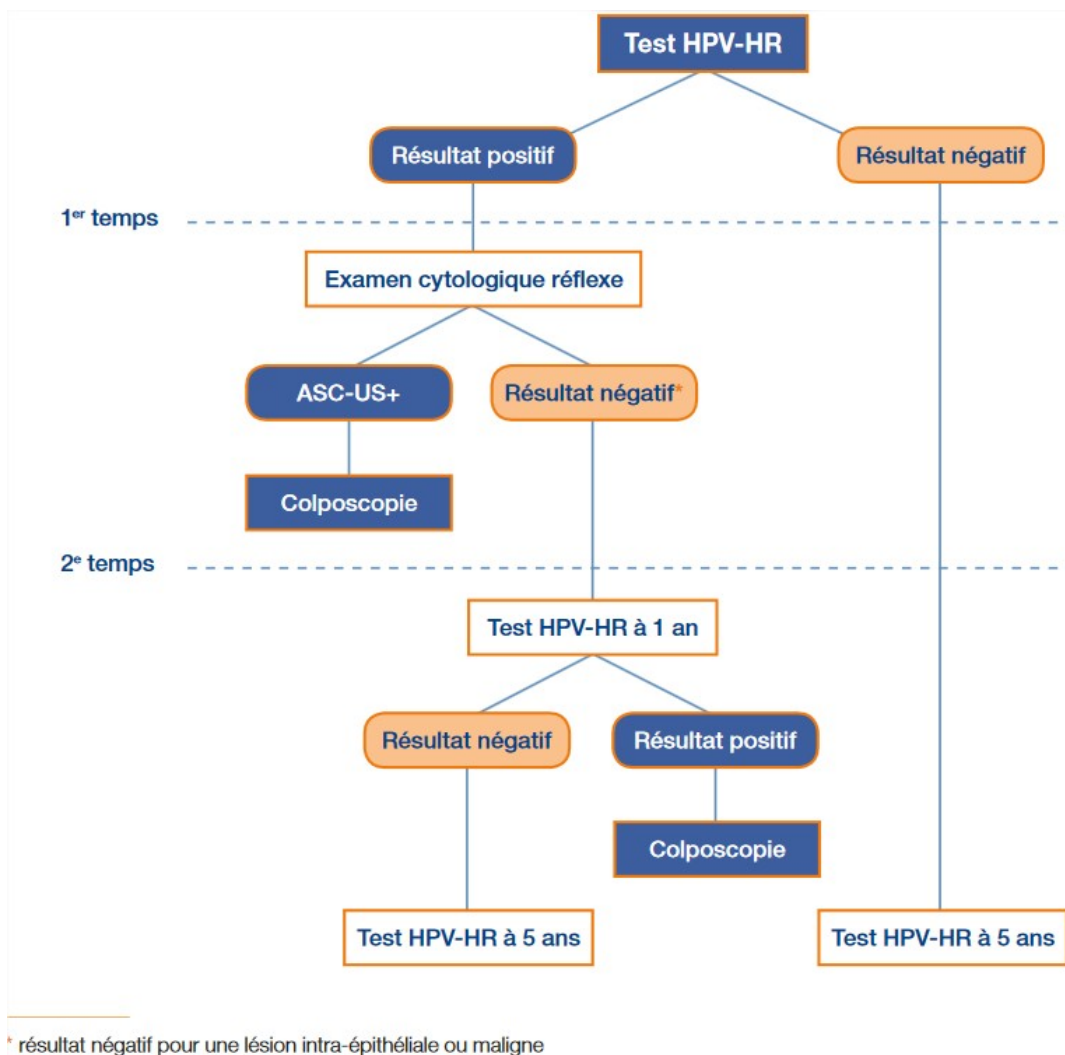 Test HPV-HR
Résultat positif
Résultat négatif
1er temps
Examen cytologique réflexe
ASC-US+
Résultat négatif*
Colposcopie
2e temps
Test HPV-HR à 1 an
Résultat négatif
Résultat positif
Colposcopie
Test HPV-HR à 5 ans
Test HPV-HR à 5 ans
* résultat négatif pour une lésion intra-épithéliale ou maligne